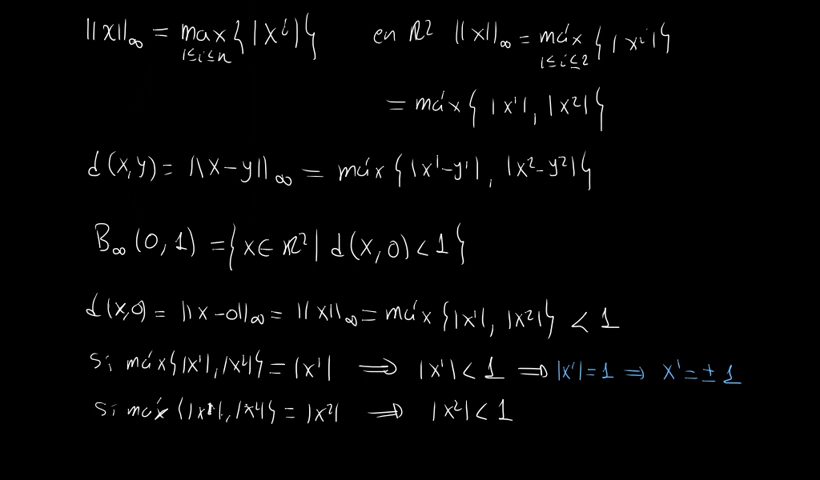 ||x||∞ = max 1≤i≤n {|xⁱ|} en ℝ² ||x||∞ = máx 1≤i≤2 {|xⁱ|}
= máx{ |x¹|, |x²| }
d(x,y) = ||x-y||∞ = máx {|x¹-y¹|, |x²-y²|}
B∞(0,1) = {x∈ℝ² | d(x,0) < 1}
d(x,0) = ||x-0||∞ = ||x||∞ = máx {|x¹|, |x²|} < 1
Si máx{|x¹|,|x²|} = |x¹| ⟹ |x¹| < 1 ⟹ |x¹| = 1 ⟹ x¹ = ±1
Si máx {|x¹|,|x²|} = |x²| ⟹ |x²| < 1